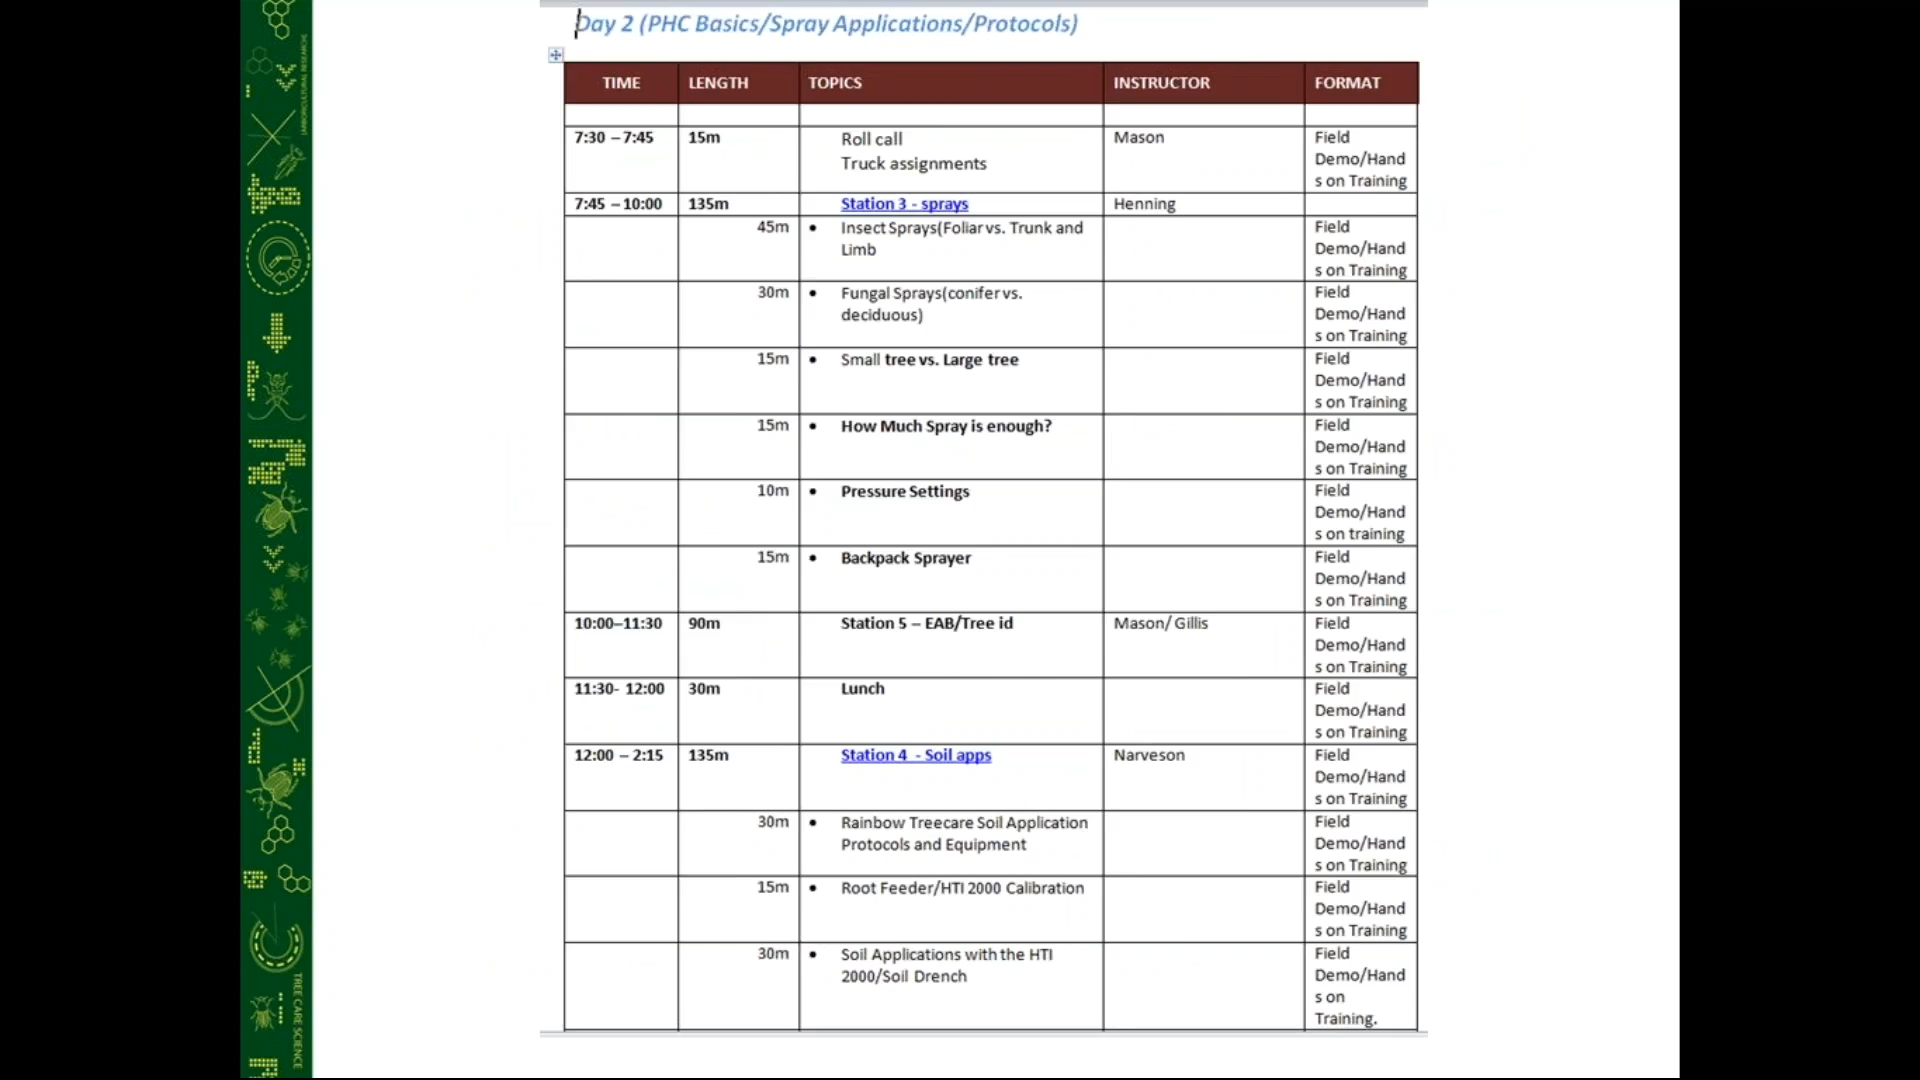 Day 2 (PHC Basics/Spray Applications/Protocols)
TIME LENGTH TOPICS INSTRUCTOR FORMAT
7:30 – 7:45 15m Roll call Mason Field
Truck assignments Demo/Hand
s on Training
7:45 – 10:00 135m Station 3 - sprays Henning
45m • Insect Sprays(Foliar vs. Trunk and Field
Limb Demo/Hand
s on Training
30m • Fungal Sprays(conifer vs. Field
deciduous) Demo/Hand
s on Training
15m • Small tree vs. Large tree Field
Demo/Hand
s on Training
15m • How Much Spray is enough? Field
Demo/Hand
s on Training
10m • Pressure Settings Field
Demo/Hand
s on training
15m • Backpack Sprayer Field
Demo/Hand
s on Training
10:00–11:30 90m Station 5 – EAB/Tree id Mason/ Gillis Field
Demo/Hand
s on Training
11:30- 12:00 30m Lunch Field
Demo/Hand
s on Training
12:00 – 2:15 135m Station 4 - Soil apps Narveson Field
Demo/Hand
s on Training
30m • Rainbow Treecare Soil Application Field
Protocols and Equipment Demo/Hand
s on Training
15m • Root Feeder/HTI 2000 Calibration Field
Demo/Hand
s on Training
30m • Soil Applications with the HTI Field
2000/Soil Drench Demo/Hand
s on
Training.
ARBORICULTURAL RESEARCH
TREE CARE SCIENCE